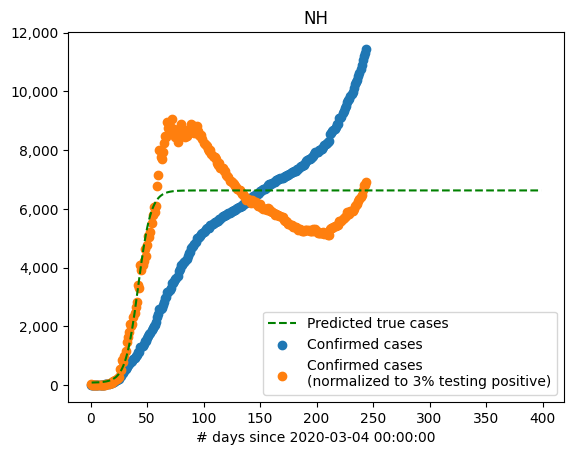 NH
12,000
10,000
8,000
6,000
4,000
2,000
0
Predicted true cases
Confirmed cases
Confirmed cases
(normalized to 3% testing positive)
0 50 100 150 200 250 300 350 400
# days since 2020-03-04 00:00:00